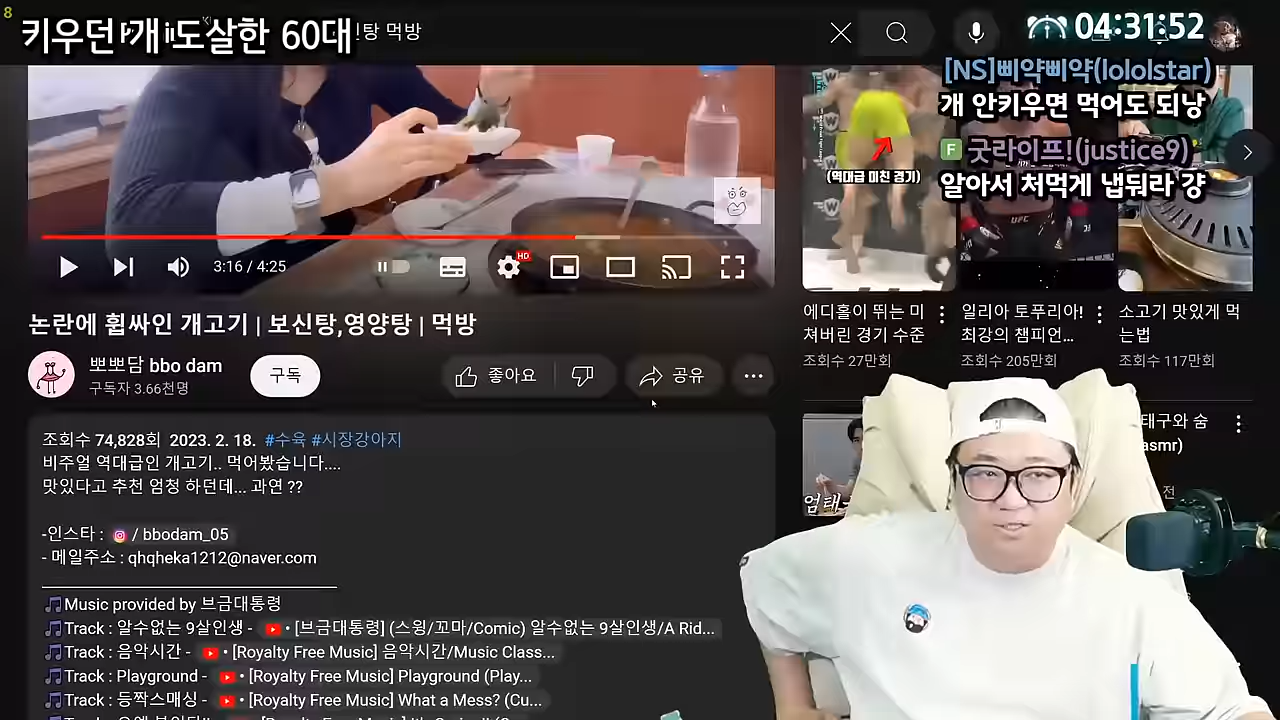 8
키우던 개 도살한 60대
탕 먹방
04:31:52
[NS]삐약삐약(lololstar)
개 안키우면 먹어도 되낭
F 굿라이프!(justice9)
알아서 처먹게 냅둬라 걍
(역대급 미친 경기)
UFC
3:16 / 4:25
HD
논란에 휩싸인 개고기 | 보신탕,영양탕 | 먹방
뽀뽀담 bbo dam
구독자 3.66천명
구독
좋아요
공유
에디홀이 뛰는 미
쳐버린 경기 수준
조회수 27만회
일리아 토푸리아!
최강의 챔피언...
조회수 205만회
소고기 맛있게 먹
는법
조회수 117만회
조회수 74,828회 2023. 2. 18. #수육 #시장강아지
비주얼 역대급인 개고기.. 먹어봤습니다....
맛있다고 추천 엄청 하던데... 과연 ??
-인스타 : / bbodam_05
- 메일주소 : qhqheka1212@naver.com
🎵Music provided by 브금대통령
🎵Track : 알수없는 9살인생 - • [브금대통령] (스윙/꼬마/Comic) 알수없는 9살인생/A Rid...
🎵Track : 음악시간 - • [Royalty Free Music] 음악시간/Music Class...
🎵Track : Playground - • [Royalty Free Music] Playground (Play...
🎵Track : 등짝스매싱 - • [Royalty Free Music] What a Mess? (Cu...
태구와 숨
asmr)
전
엄태